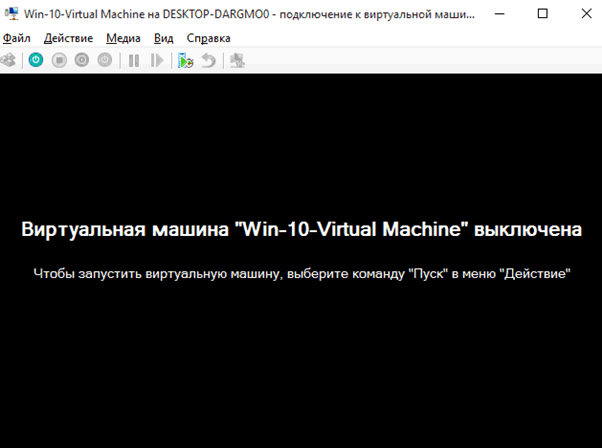 Win-10-Virtual Machine на DESKTOP-DARGMO0 - подключение к виртуальной маши...
Файл Действие Медиа Вид Справка
Виртуальная машина "Win-10-Virtual Machine" выключена
Чтобы запустить виртуальную машину, выберите команду "Пуск" в меню "Действие"